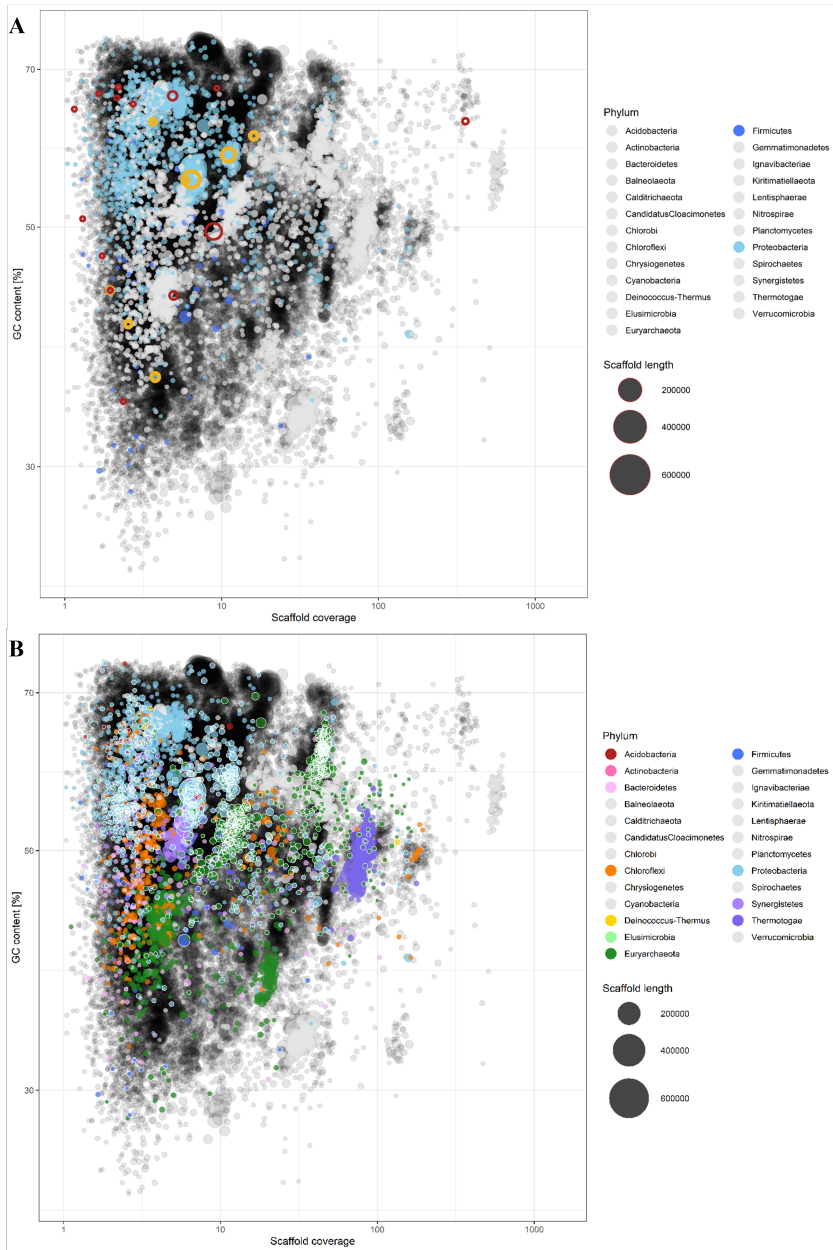 A
70
50
30
GC content [%]
1
10
100
1000
Scaffold coverage
Phylum
Acidobacteria
Actinobacteria
Bacteroidetes
Balneolaeota
Calditrichaeota
CandidatusCloacimonetes
Chlorobi
Chloroflexi
Chrysiogenetes
Cyanobacteria
Deinococcus-Thermus
Elusimicrobia
Euryarchaeota
Firmicutes
Gemmatimonadetes
Ignavibacteriae
Kiritimatiellaeota
Lentisphaerae
Nitrospirae
Planctomycetes
Proteobacteria
Spirochaetes
Synergistetes
Thermotogae
Verrucomicrobia
Scaffold length
200000
400000
600000
B
70
50
30
GC content [%]
1
10
100
1000
Scaffold coverage
Phylum
Acidobacteria
Actinobacteria
Bacteroidetes
Balneolaeota
Calditrichaeota
CandidatusCloacimonetes
Chlorobi
Chloroflexi
Chrysiogenetes
Cyanobacteria
Deinococcus-Thermus
Elusimicrobia
Euryarchaeota
Firmicutes
Gemmatimonadetes
Ignavibacteriae
Kiritimatiellaeota
Lentisphaerae
Nitrospirae
Planctomycetes
Proteobacteria
Spirochaetes
Synergistetes
Thermotogae
Verrucomicrobia
Scaffold length
200000
400000
600000